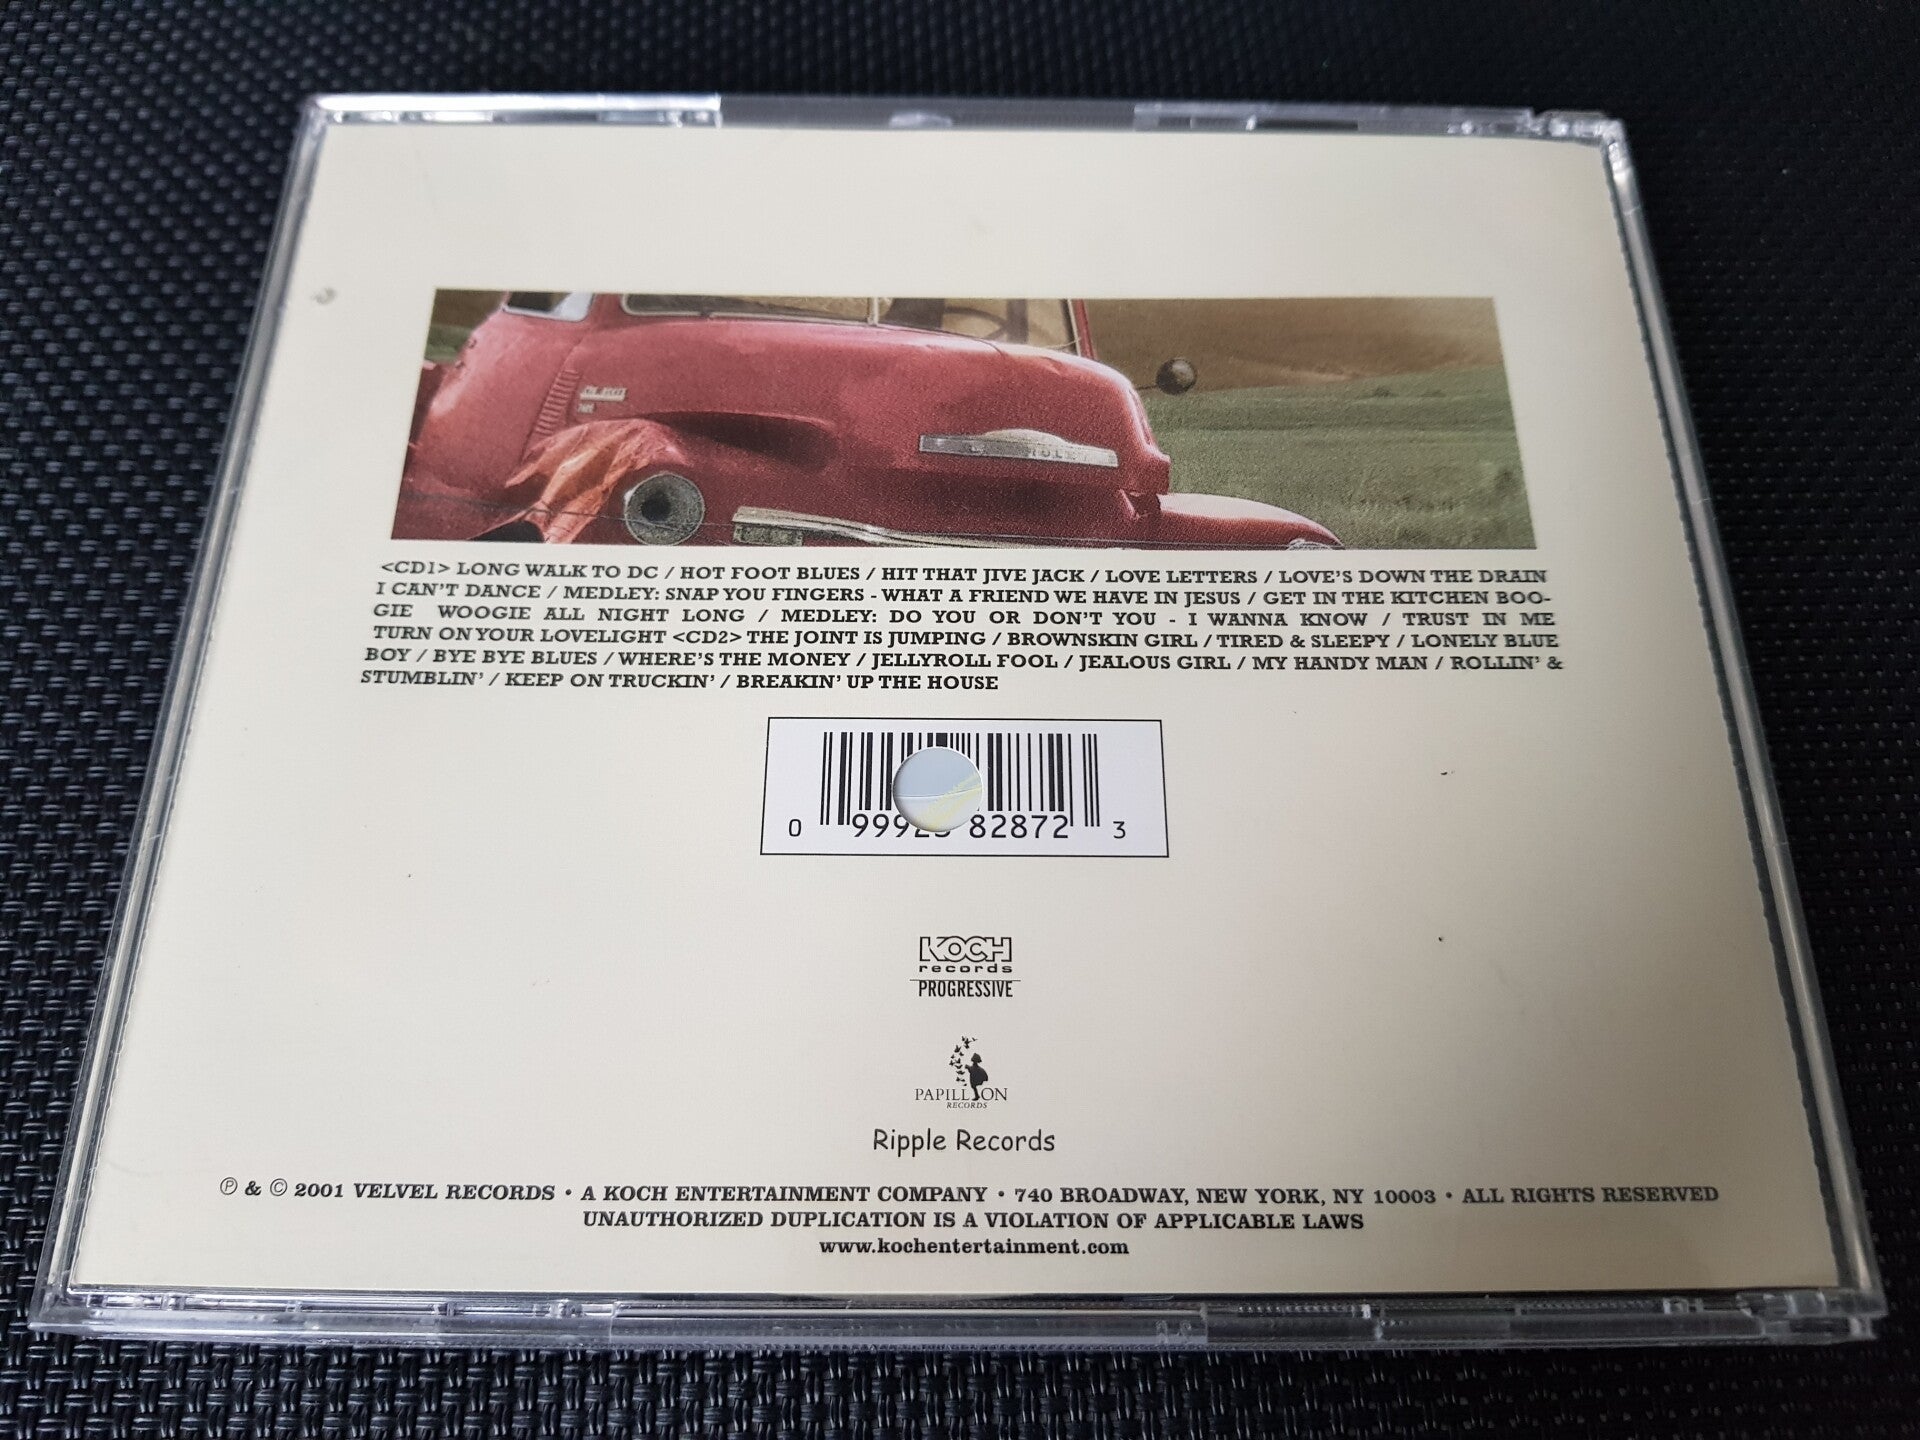 <CD1> LONG WALK TO DC / HOT FOOT BLUES / HIT THAT JIVE JACK / LOVE LETTERS / LOVE'S DOWN THE DRAIN
I CAN'T DANCE / MEDLEY: SNAP YOU FINGERS - WHAT A FRIEND WE HAVE IN JESUS / GET IN THE KITCHEN BOO-
GIE WOOGIE ALL NIGHT LONG / MEDLEY: DO YOU OR DON'T YOU - I WANNA KNOW / TRUST IN ME
TURN ON YOUR LOVELIGHT <CD2> THE JOINT IS JUMPING / BROWNSKIN GIRL / TIRED & SLEEPY / LONELY BLUE
BOY / BYE BYE BLUES / WHERE'S THE MONEY / JELLYROLL FOOL / JEALOUS GIRL / MY HANDY MAN / ROLLIN' &
STUMBLIN' / KEEP ON TRUCKIN' / BREAKIN' UP THE HOUSE
0 99923 82872 3
KOCH
records
PROGRESSIVE
PAPILLON
RECORDS
Ripple Records
℗ & © 2001 VELVEL RECORDS • A KOCH ENTERTAINMENT COMPANY • 740 BROADWAY, NEW YORK, NY 10003 • ALL RIGHTS RESERVED
UNAUTHORIZED DUPLICATION IS A VIOLATION OF APPLICABLE LAWS
www.kochentertainment.com